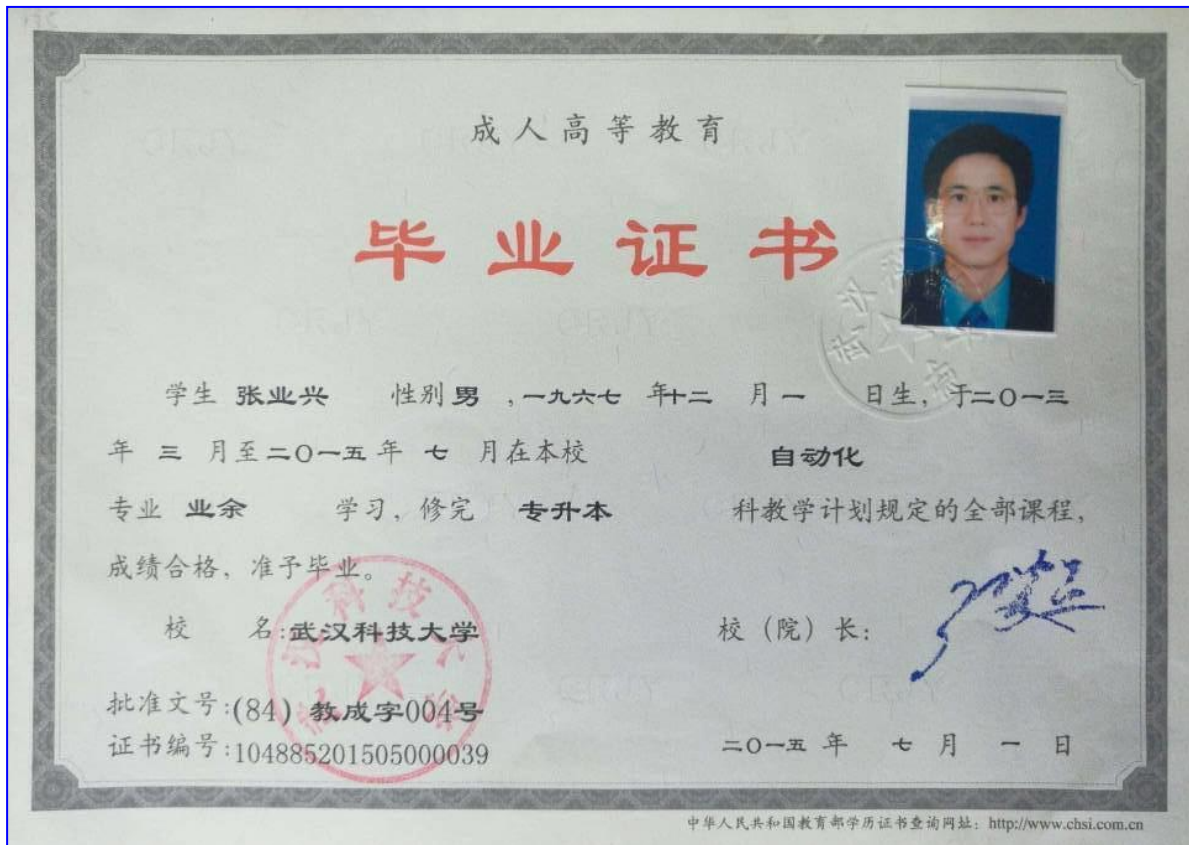 成人高等教育
毕业证书
学生 张业兴 性别 男 ,一九六七 年十二 月 一 日生, 于二〇一三
年 三 月至 二〇一五 年 七 月在本校 自动化
专业 业余 学习, 修完 专升本 科教学计划规定的全部课程,
成绩合格, 准予毕业。
校 名:武汉科技大学 校（院）长:
批准文号:(84) 教成字004号
证书编号:104885201505000039 二〇一五 年 七 月 一 日
中华人民共和国教育部学历证书查询网址: http://www.chsi.com.cn